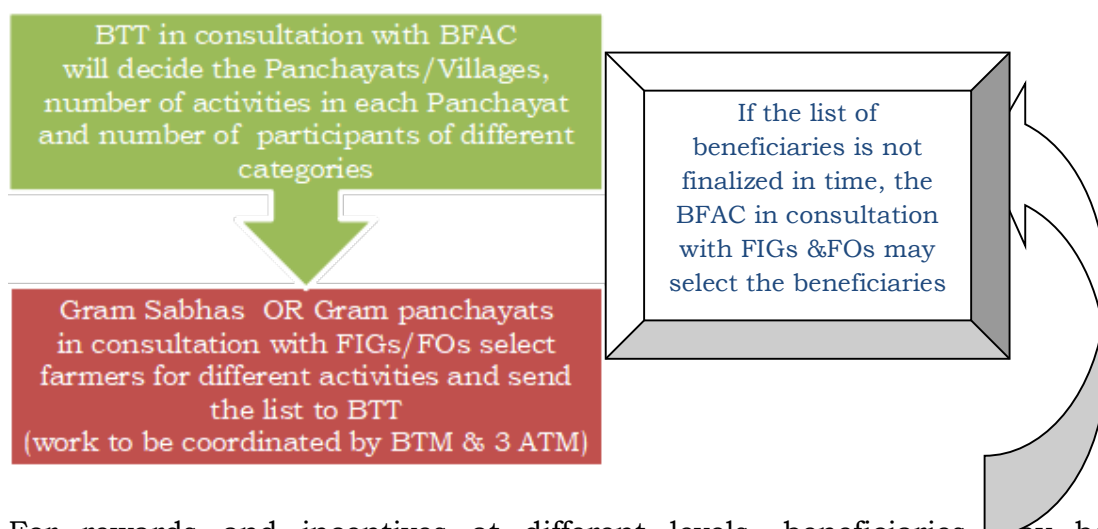 BTT in consultation with BFAC
will decide the Panchayats/Villages,
number of activities in each Panchayat
and number of participants of different
categories
Gram Sabhas OR Gram panchayats
in consultation with FIGs/FOs select
farmers for different activities and send
the list to BTT
(work to be coordinated by BTM & 3 ATM)
If the list of
beneficiaries is not
finalized in time, the
BFAC in consultation
with FIGs &FOs may
select the beneficiaries
For rewards and incentives at different levels, beneficiaries